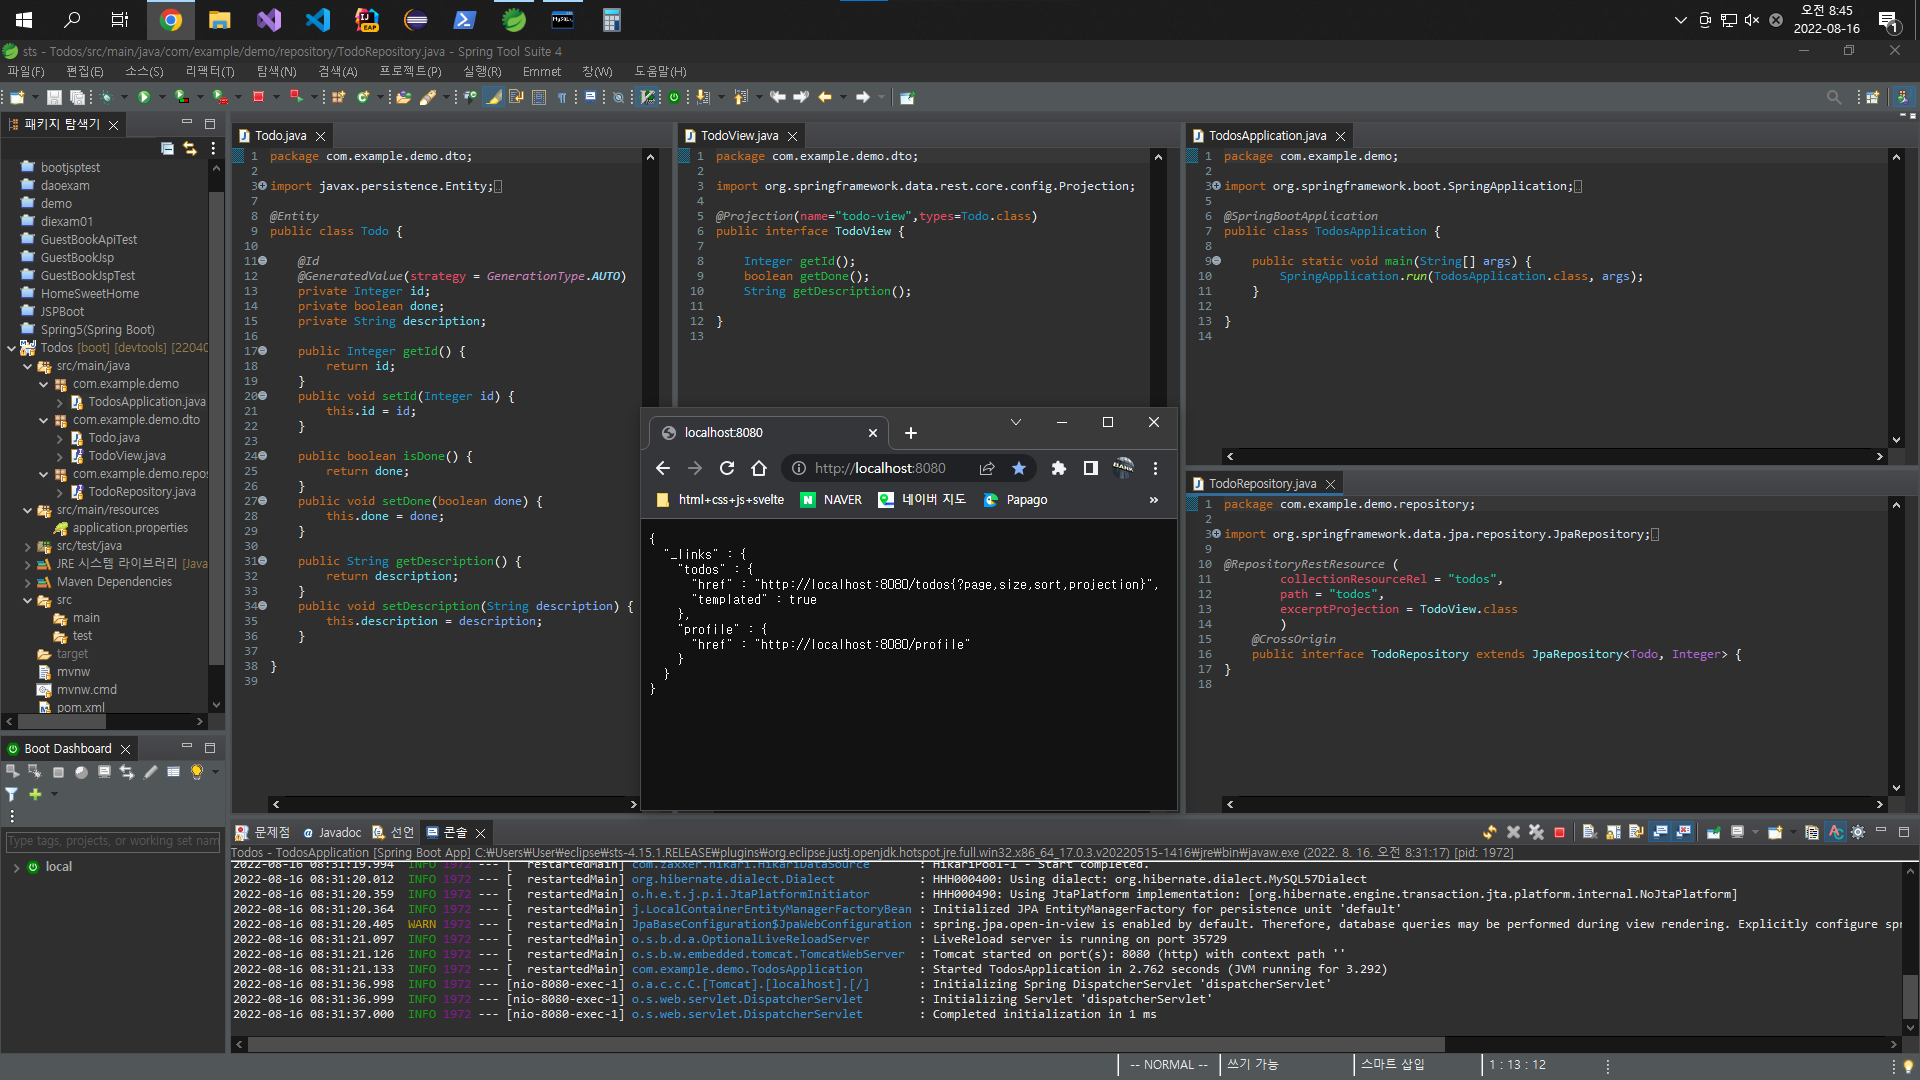 오전 8:45
2022-08-16
1
sts - Todos/src/main/java/com/example/demo/repository/TodoRepository.java - Spring Tool Suite 4
파일(F) 편집(E) 소스(S) 리팩터(T) 탐색(N) 검색(A) 프로젝트(P) 실행(R) Emmet 창(W) 도움말(H)
패키지 탐색기
bootjsptest
daoexam
demo
diexam01
GuestBookApiTest
GuestBookJsp
GuestBookJspTest
HomeSweetHome
JSPBoot
Spring5(Spring Boot)
Todos [boot] [devtools] [2204
src/main/java
com.example.demo
TodosApplication.java
com.example.demo.dto
Todo.java
TodoView.java
com.example.demo.repos
TodoRepository.java
src/main/resources
application.properties
src/test/java
JRE 시스템 라이브러리 [Java
Maven Dependencies
src
main
test
target
mvnw
mvnw.cmd
pom.xml
Boot Dashboard
Type tags, projects, or working set nam
local
Todo.java
1 package com.example.demo.dto;
2
3 import javax.persistence.Entity;
7
8 @Entity
9 public class Todo {
10
11 @Id
12 @GeneratedValue(strategy = GenerationType.AUTO)
13 private Integer id;
14 private boolean done;
15 private String description;
16
17 public Integer getId() {
18 return id;
19 }
20 public void setId(Integer id) {
21 this.id = id;
22 }
23
24 public boolean isDone() {
25 return done;
26 }
27 public void setDone(boolean done) {
28 this.done = done;
29 }
30
31 public String getDescription() {
32 return description;
33 }
34 public void setDescription(String description) {
35 this.description = description;
36 }
37
38 }
39
TodoView.java
1 package com.example.demo.dto;
2
3 import org.springframework.data.rest.core.config.Projection;
4
5 @Projection(name="todo-view",types=Todo.class)
6 public interface TodoView {
7
8 Integer getId();
9 boolean getDone();
10 String getDescription();
11
12 }
13
localhost:8080
http://localhost:8080
html+css+js+svelte NAVER 네이버 지도 Papago »
{
"_links" : {
"todos" : {
"href" : "http://localhost:8080/todos{?page,size,sort,projection}",
"templated" : true
},
"profile" : {
"href" : "http://localhost:8080/profile"
}
}
}
TodosApplication.java
1 package com.example.demo;
2
3 import org.springframework.boot.SpringApplication;
5
6 @SpringBootApplication
7 public class TodosApplication {
8
9 public static void main(String[] args) {
10 SpringApplication.run(TodosApplication.class, args);
11 }
12
13 }
14
TodoRepository.java
1 package com.example.demo.repository;
2
3 import org.springframework.data.jpa.repository.JpaRepository;
9
10 @RepositoryRestResource (
11 collectionResourceRel = "todos",
12 path = "todos",
13 excerptProjection = TodoView.class
14 )
15 @CrossOrigin
16 public interface TodoRepository extends JpaRepository<Todo, Integer> {
17 }
18
문제점 Javadoc 선언 콘솔
Todos - TodosApplication [Spring Boot App] C:₩Users₩User₩eclipse₩sts-4.15.1.RELEASE₩plugins₩org.eclipse.justj.openjdk.hotspot.jre.full.win32.x86_64_17.0.3.v20220515-1416₩jre₩bin₩javaw.exe (2022. 8. 16. 오전 8:31:17) [pid: 1972]
2022-08-16 08:31:19.994 INFO 1972 --- [ restartedMain] com.zaxxer.hikari.HikariDataSource : HikariPool-1 - Start completed.
2022-08-16 08:31:20.012 INFO 1972 --- [ restartedMain] org.hibernate.dialect.Dialect : HHH000400: Using dialect: org.hibernate.dialect.MySQL57Dialect
2022-08-16 08:31:20.359 INFO 1972 --- [ restartedMain] o.h.e.t.j.p.i.JtaPlatformInitiator : HHH000490: Using JtaPlatform implementation: [org.hibernate.engine.transaction.jta.platform.internal.NoJtaPlatform]
2022-08-16 08:31:20.364 INFO 1972 --- [ restartedMain] j.LocalContainerEntityManagerFactoryBean : Initialized JPA EntityManagerFactory for persistence unit 'default'
2022-08-16 08:31:20.405 WARN 1972 --- [ restartedMain] JpaBaseConfiguration$JpaWebConfiguration : spring.jpa.open-in-view is enabled by default. Therefore, database queries may be performed during view rendering. Explicitly configure spr
2022-08-16 08:31:21.097 INFO 1972 --- [ restartedMain] o.s.b.d.a.OptionalLiveReloadServer : LiveReload server is running on port 35729
2022-08-16 08:31:21.126 INFO 1972 --- [ restartedMain] o.s.b.w.embedded.tomcat.TomcatWebServer : Tomcat started on port(s): 8080 (http) with context path ''
2022-08-16 08:31:21.133 INFO 1972 --- [ restartedMain] com.example.demo.TodosApplication : Started TodosApplication in 2.762 seconds (JVM running for 3.292)
2022-08-16 08:31:36.998 INFO 1972 --- [nio-8080-exec-1] o.a.c.c.C.[Tomcat].[localhost].[/] : Initializing Spring DispatcherServlet 'dispatcherServlet'
2022-08-16 08:31:36.999 INFO 1972 --- [nio-8080-exec-1] o.s.web.servlet.DispatcherServlet : Initializing Servlet 'dispatcherServlet'
2022-08-16 08:31:37.000 INFO 1972 --- [nio-8080-exec-1] o.s.web.servlet.DispatcherServlet : Completed initialization in 1 ms
-- NORMAL -- 쓰기 가능 스마트 삽입 1 : 13 : 12